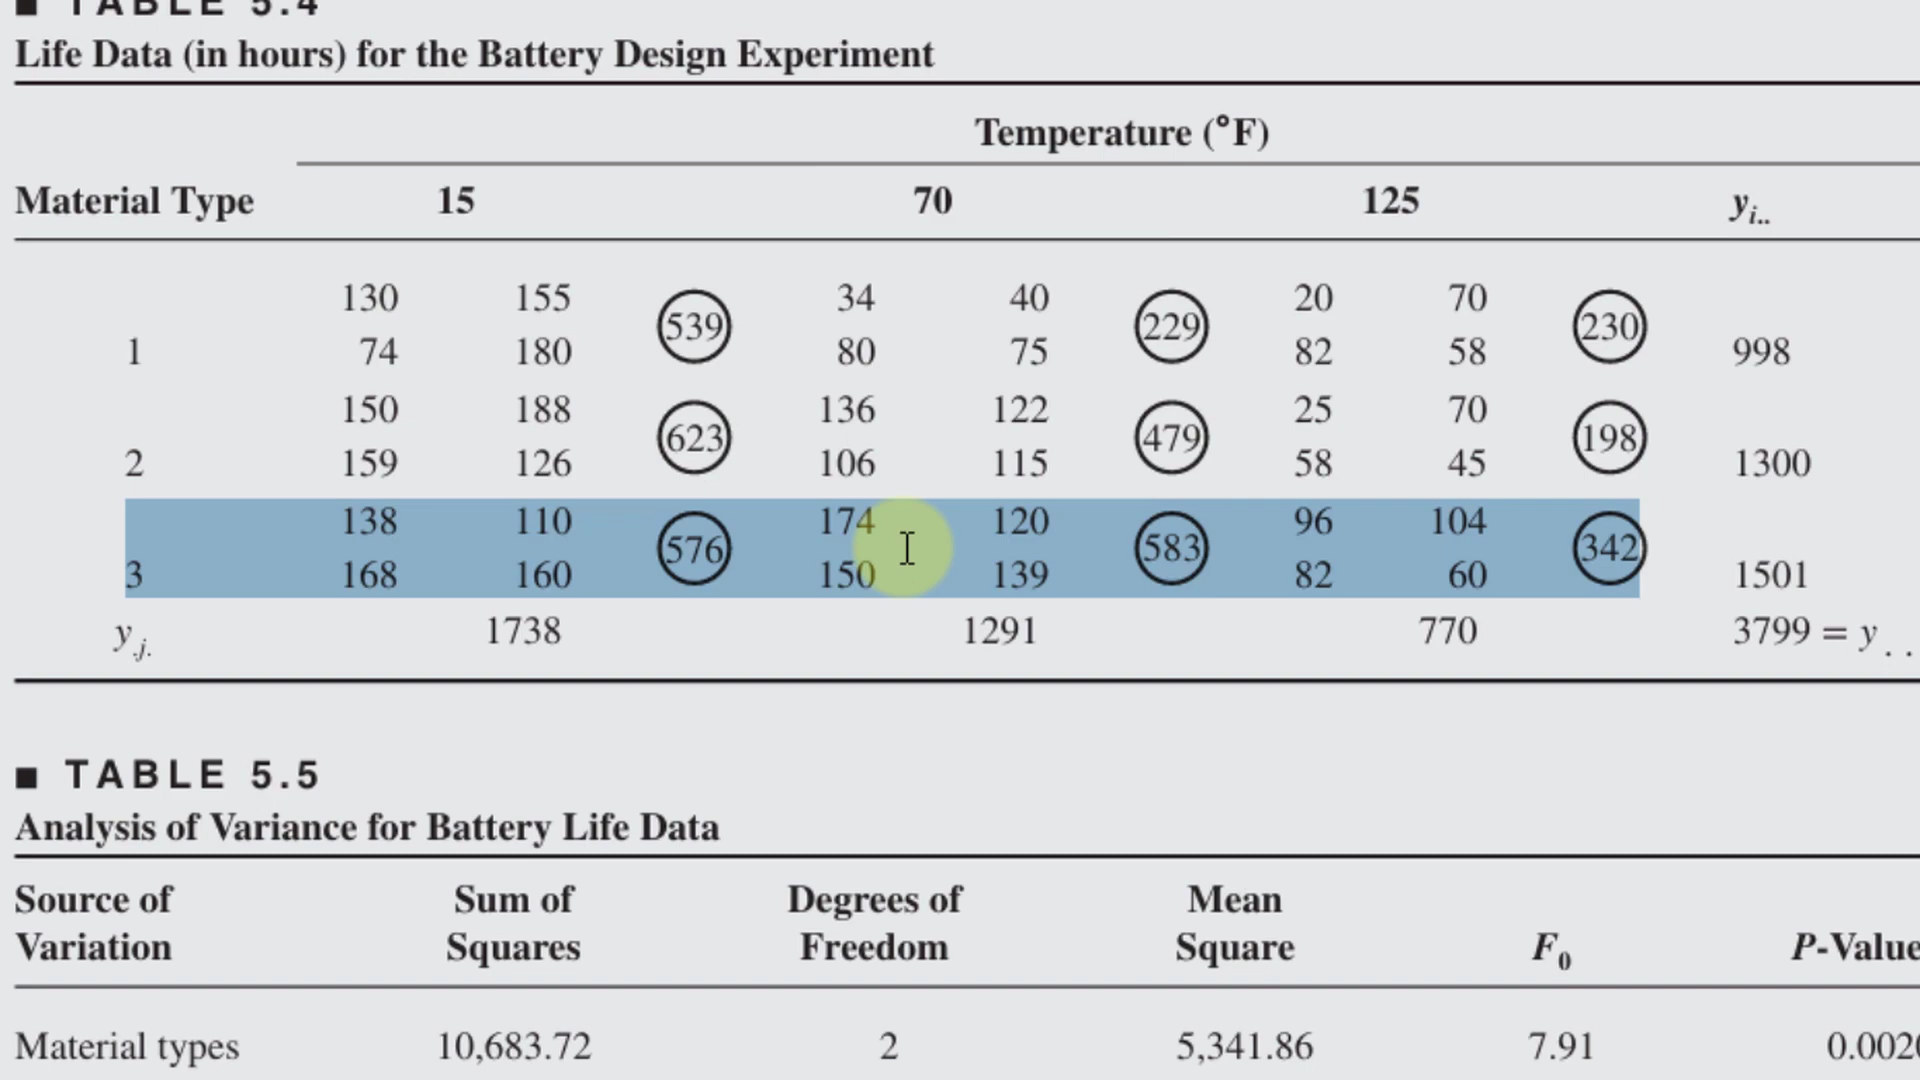 ■ TABLE 5.4
Life Data (in hours) for the Battery Design Experiment
Temperature (°F)
Material Type 15 70 125 yi..
130 155 539 34 40 229 20 70 230
1 74 180 80 75 82 58 998
150 188 623 136 122 479 25 70 198
2 159 126 106 115 58 45 1300
138 110 576 174 120 583 96 104 342
3 168 160 150 139 82 60 1501
y.j. 1738 1291 770 3799 = y . .
■ TABLE 5.5
Analysis of Variance for Battery Life Data
Source of Sum of Degrees of Mean
Variation Squares Freedom Square F0 P-Value
Material types 10,683.72 2 5,341.86 7.91 0.002